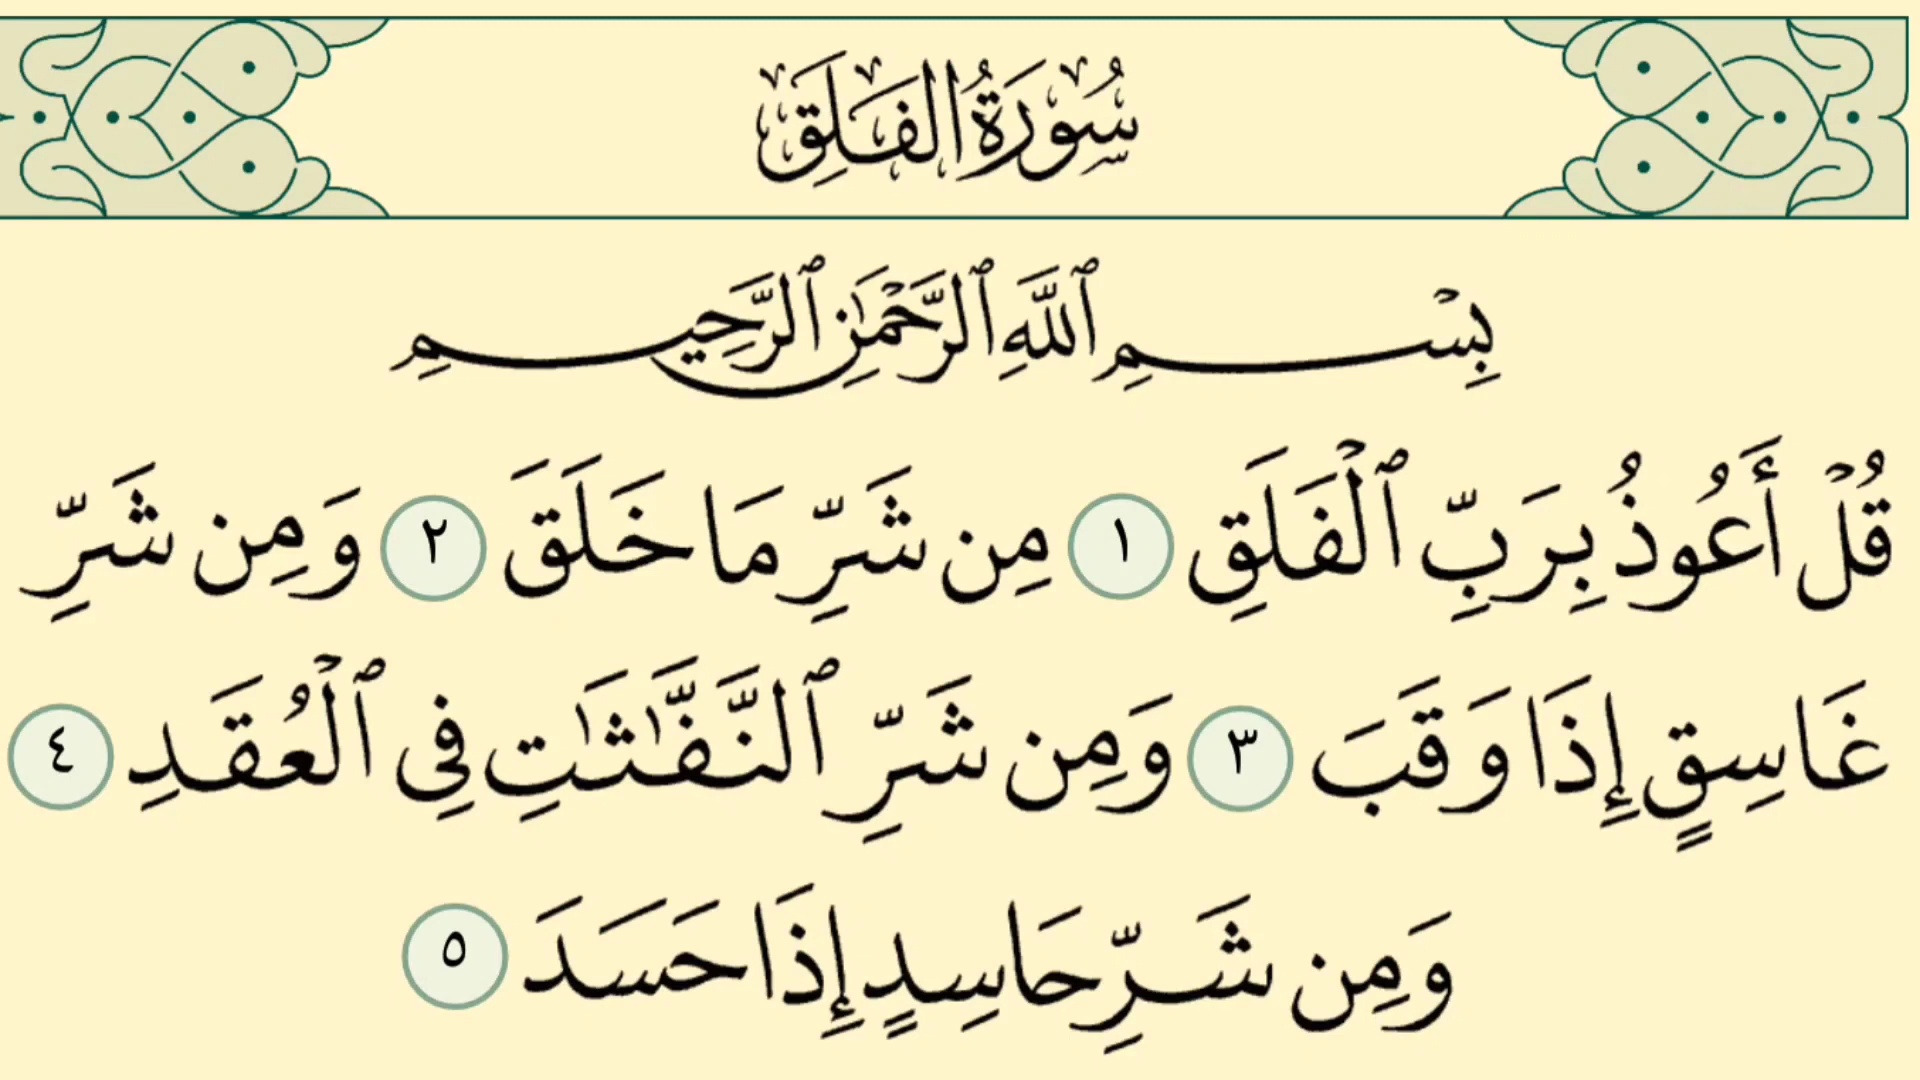 سُورَةُ الفَلَقِ
بِسْمِ ٱللَّهِ ٱلرَّحْمَٰنِ ٱلرَّحِيمِ
قُلْ أَعُوذُ بِرَبِّ ٱلْفَلَقِ ١ مِن شَرِّ مَا خَلَقَ ٢ وَمِن شَرِّ
غَاسِقٍ إِذَا وَقَبَ ٣ وَمِن شَرِّ ٱلنَّفَّٰثَٰتِ فِى ٱلْعُقَدِ ٤
وَمِن شَرِّ حَاسِدٍ إِذَا حَسَدَ ٥